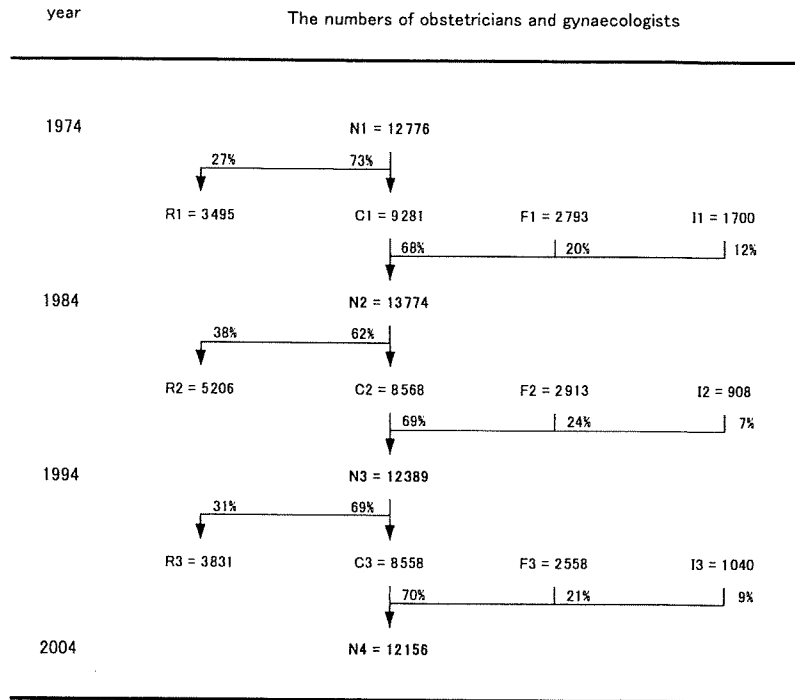 year The numbers of obstetricians and gynaecologists
1974 N1 = 12776
27% 73%
R1 = 3495 C1 = 9281 F1 = 2793 I1 = 1700
68% 20% 12%
1984 N2 = 13774
38% 62%
R2 = 5206 C2 = 8568 F2 = 2913 I2 = 908
69% 24% 7%
1994 N3 = 12389
31% 69%
R3 = 3831 C3 = 8558 F3 = 2558 I3 = 1040
70% 21% 9%
2004 N4 = 12156